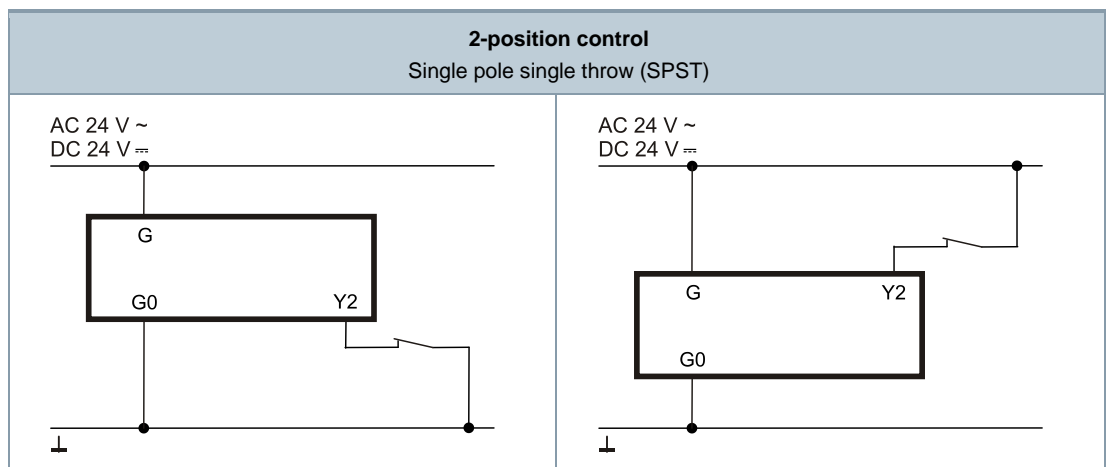 2-position control
Single pole single throw (SPST)
AC 24 V ~
DC 24 V ⎓
G
G0 Y2
AC 24 V ~
DC 24 V ⎓
G Y2
G0